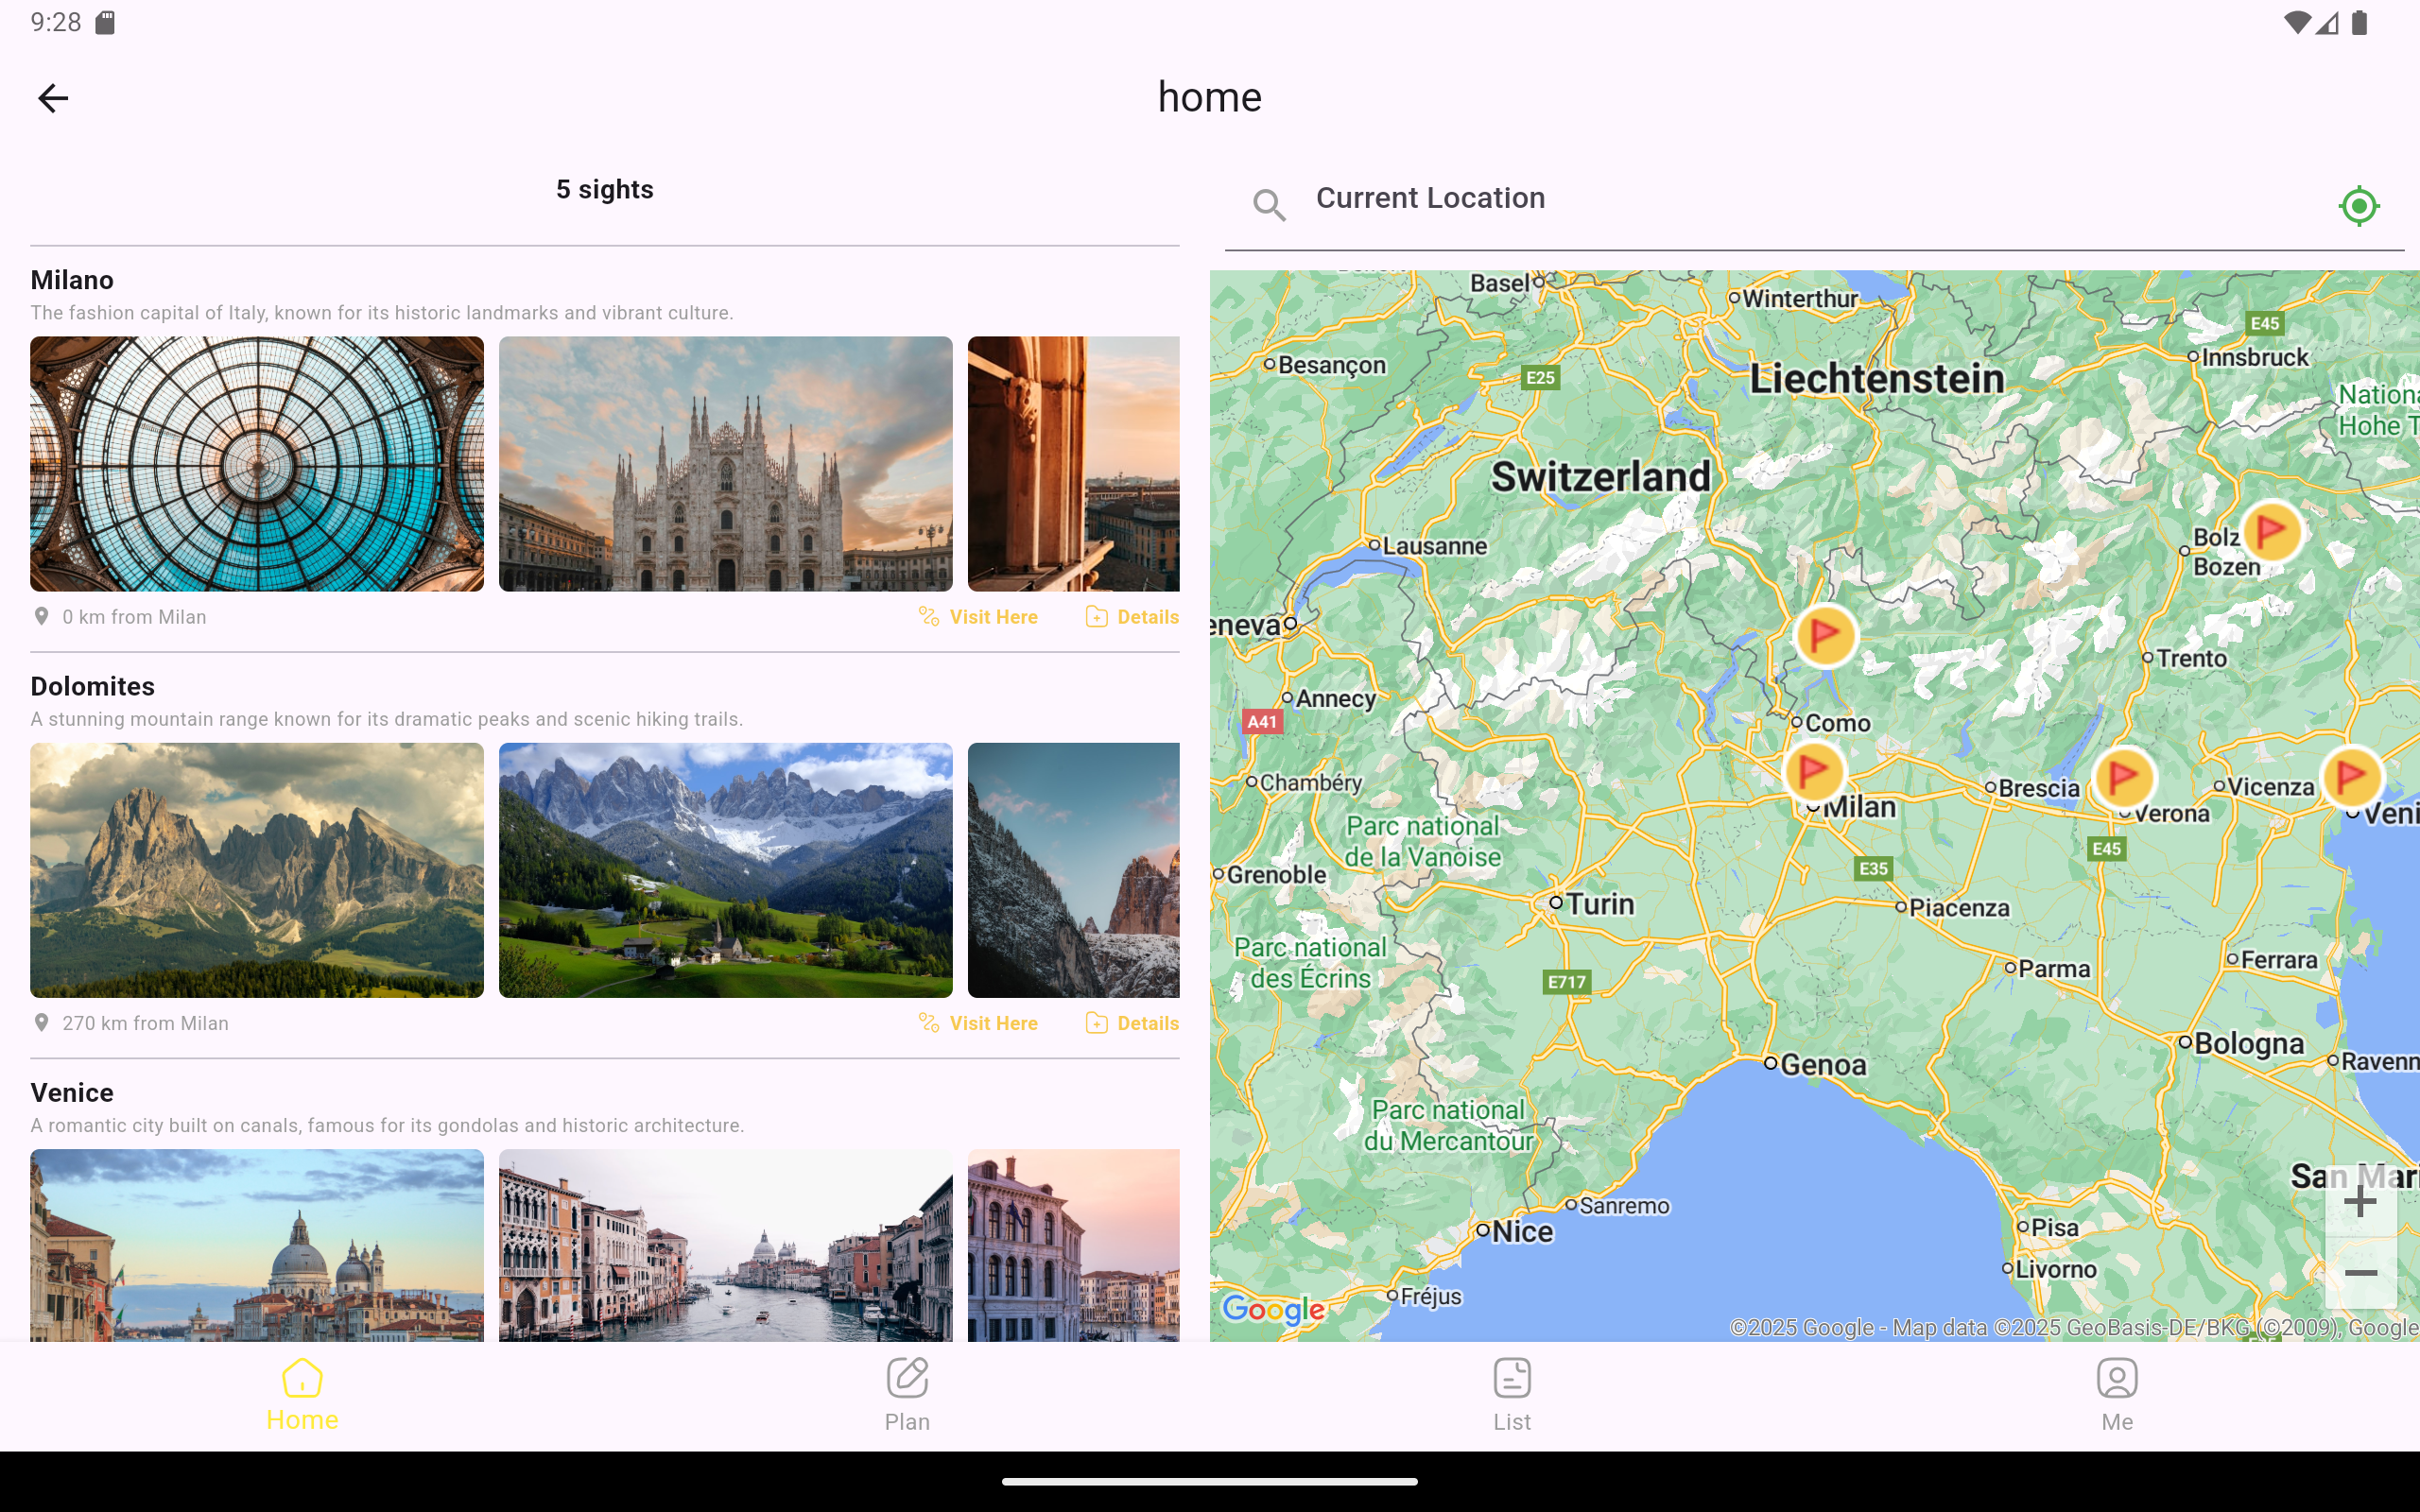 9:28
home
5 sights
Milano
The fashion capital of Italy, known for its historic landmarks and vibrant culture.
0 km from Milan
Visit Here
Details
Dolomites
A stunning mountain range known for its dramatic peaks and scenic hiking trails.
270 km from Milan
Visit Here
Details
Venice
A romantic city built on canals, famous for its gondolas and historic architecture.
Current Location
Basel
Winterthur
E45
Innsbruck
Besançon
E25
Liechtenstein
Nationa
Hohe T
Switzerland
Bolz
Bozen
Lausanne
eneva
Trento
Annecy
A41
Como
Chambéry
Brescia
Vicenza
Milan
Verona
Veni
Parc national
de la Vanoise
E45
Grenoble
E35
Turin
Piacenza
Parc national
des Écrins
Ferrara
Parma
E717
Bologna
Genoa
Ravenn
Parc national
du Mercantour
San Mari
Sanremo
Nice
Pisa
Livorno
Fréjus
Google
©2025 Google - Map data ©2025 GeoBasis-DE/BKG (©2009), Google
Home
Plan
List
Me